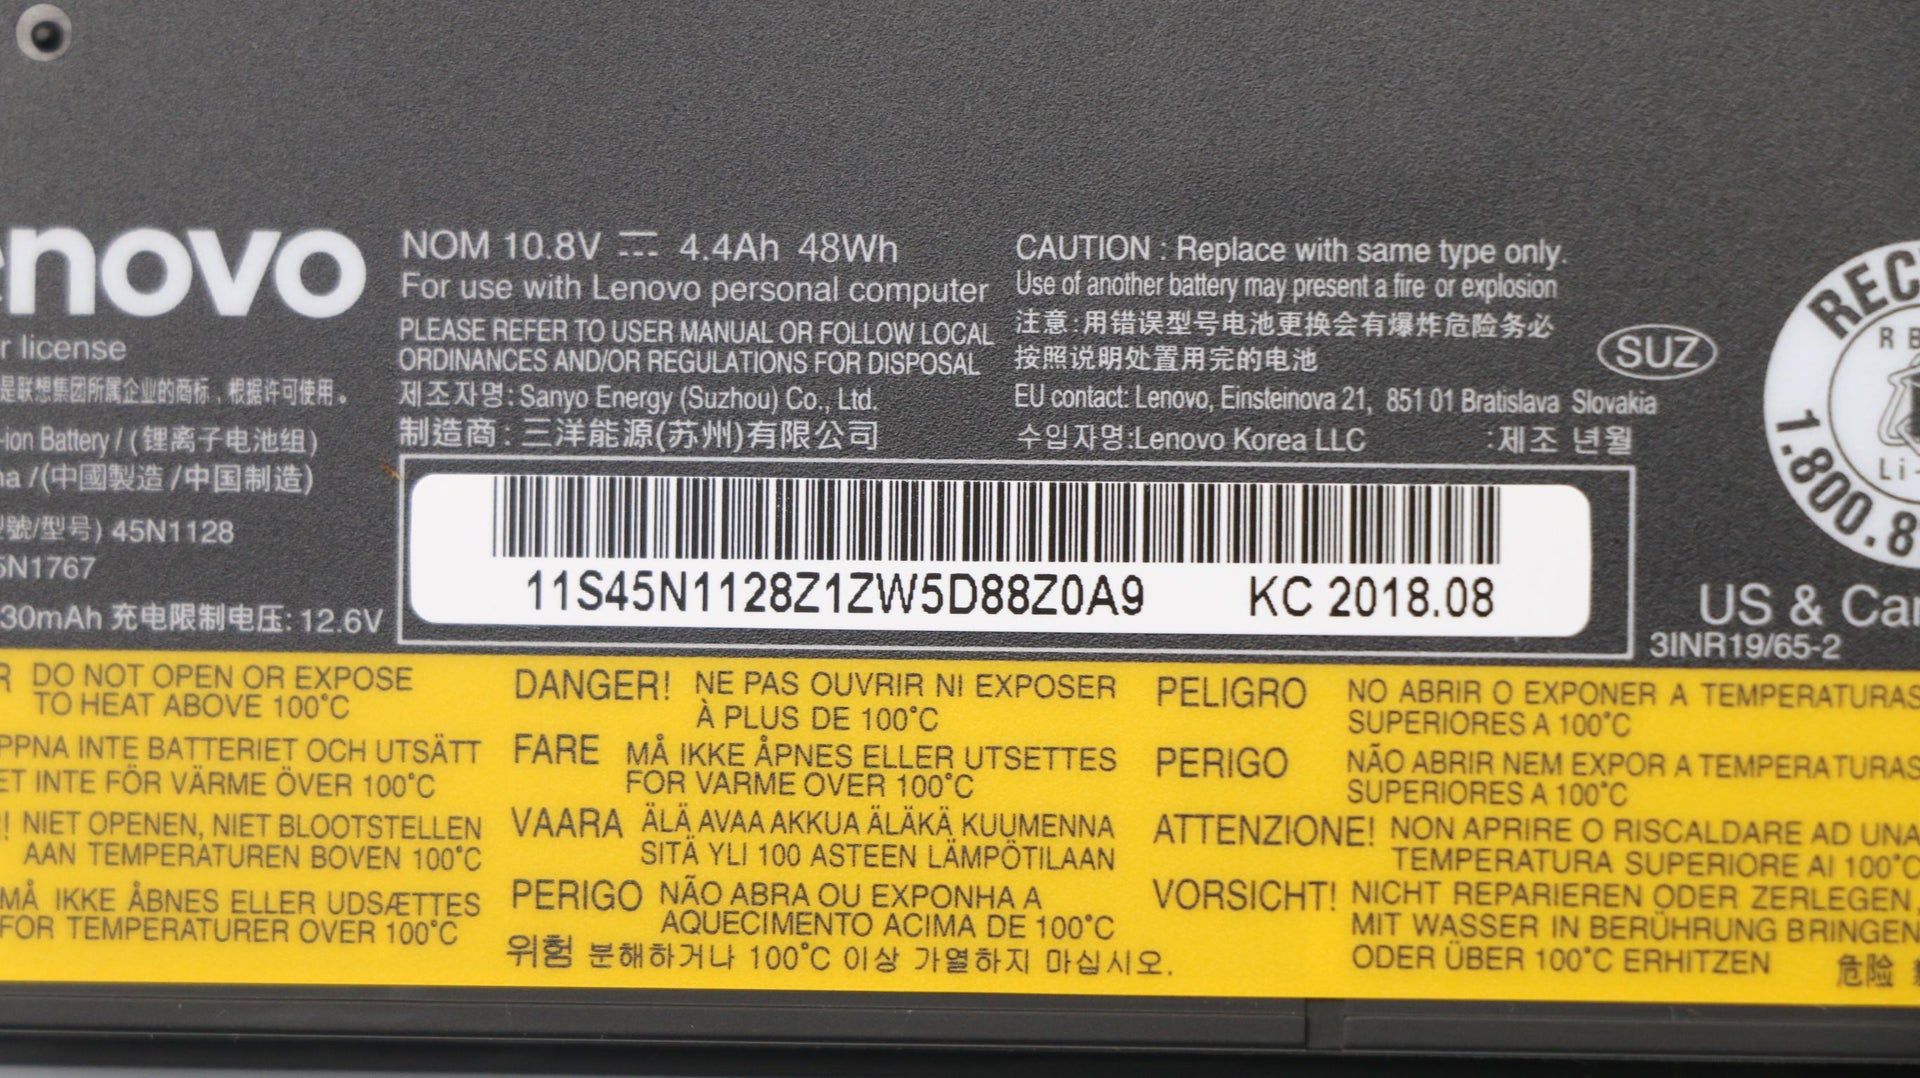 enovo
r license
是联想集团所属企业的商标，根据许可使用。
-ion Battery / (锂离子电池组)
na /(中國製造 /中国制造)
號/型号) 45N1128
5N1767
30mAh 充电限制电压: 12.6V
NOM 10.8V ⎓ 4.4Ah 48Wh
For use with Lenovo personal computer
PLEASE REFER TO USER MANUAL OR FOLLOW LOCAL
ORDINANCES AND/OR REGULATIONS FOR DISPOSAL
제조자명: Sanyo Energy (Suzhou) Co., Ltd.
制造商: 三洋能源(苏州)有限公司
CAUTION : Replace with same type only.
Use of another battery may present a fire or explosion
注意:用错误型号电池更换会有爆炸危险务必
按照说明处置用完的电池
EU contact: Lenovo, Einsteinova 21, 851 01 Bratislava Slovakia
수입자명:Lenovo Korea LLC :제조 년월
SUZ
REC
R B
Li-
1.800.8
11S45N1128Z1ZW5D88Z0A9 KC 2018.08
US & Ca
3INR19/65-2
R DO NOT OPEN OR EXPOSE
TO HEAT ABOVE 100°C
PPNA INTE BATTERIET OCH UTSÄTT
ET INTE FÖR VÄRME ÖVER 100°C
! NIET OPENEN, NIET BLOOTSTELLEN
AAN TEMPERATUREN BOVEN 100°C
MÅ IKKE ÅBNES ELLER UDSÆTTES
FOR TEMPERATURER OVER 100°C
DANGER! NE PAS OUVRIR NI EXPOSER
À PLUS DE 100°C
FARE MÅ IKKE ÅPNES ELLER UTSETTES
FOR VARME OVER 100°C
VAARA ÄLÄ AVAA AKKUA ÄLÄKÄ KUUMENNA
SITÄ YLI 100 ASTEEN LÄMPÖTILAAN
PERIGO NÃO ABRA OU EXPONHA A
AQUECIMENTO ACIMA DE 100°C
위험 분해하거나 100°C 이상 가열하지 마십시오.
PELIGRO NO ABRIR O EXPONER A TEMPERATURAS
SUPERIORES A 100°C
PERIGO NÃO ABRIR NEM EXPOR A TEMPERATURAS
SUPERIORES A 100°C
ATTENZIONE! NON APRIRE O RISCALDARE AD UNA
TEMPERATURA SUPERIORE AI 100°C
VORSICHT! NICHT REPARIEREN ODER ZERLEGEN,
MIT WASSER IN BERÜHRUNG BRINGEN
ODER ÜBER 100°C ERHITZEN
危险